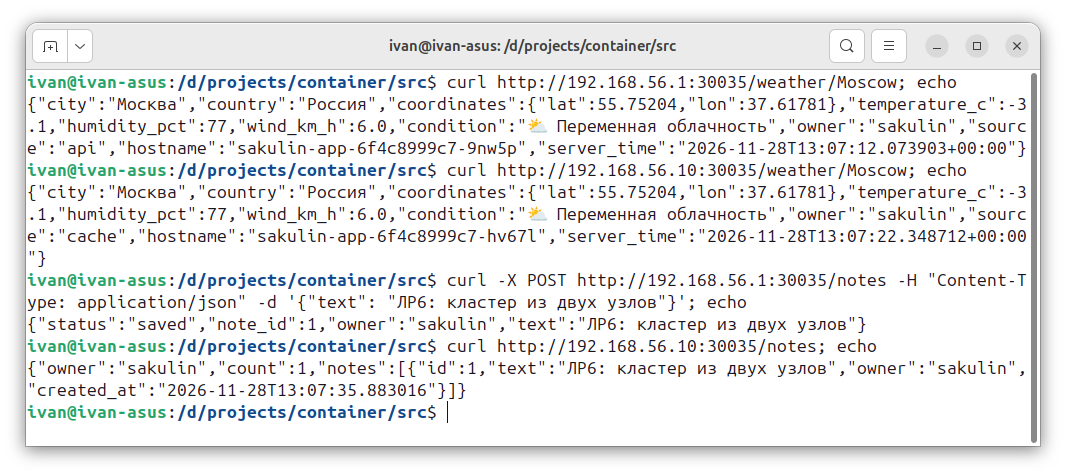 ivan@ivan-asus: /d/projects/container/src
ivan@ivan-asus:/d/projects/container/src$ curl http://192.168.56.1:30035/weather/Moscow; echo
{"city":"Москва","country":"Россия","coordinates":{"lat":55.75204,"lon":37.61781},"temperature_c":-3
.1,"humidity_pct":77,"wind_km_h":6.0,"condition":"⛅ Переменная облачность","owner":"sakulin","sourc
e":"api","hostname":"sakulin-app-6f4c8999c7-9nw5p","server_time":"2026-11-28T13:07:12.073903+00:00"}
ivan@ivan-asus:/d/projects/container/src$ curl http://192.168.56.10:30035/weather/Moscow; echo
{"city":"Москва","country":"Россия","coordinates":{"lat":55.75204,"lon":37.61781},"temperature_c":-3
.1,"humidity_pct":77,"wind_km_h":6.0,"condition":"⛅ Переменная облачность","owner":"sakulin","sourc
e":"cache","hostname":"sakulin-app-6f4c8999c7-hv67l","server_time":"2026-11-28T13:07:22.348712+00:00
"}
ivan@ivan-asus:/d/projects/container/src$ curl -X POST http://192.168.56.1:30035/notes -H "Content-T
ype: application/json" -d '{"text": "ЛР6: кластер из двух узлов"}'; echo
{"status":"saved","note_id":1,"owner":"sakulin","text":"ЛР6: кластер из двух узлов"}
ivan@ivan-asus:/d/projects/container/src$ curl http://192.168.56.10:30035/notes; echo
{"owner":"sakulin","count":1,"notes":[{"id":1,"text":"ЛР6: кластер из двух узлов","owner":"sakulin",
"created_at":"2026-11-28T13:07:35.883016"}]}
ivan@ivan-asus:/d/projects/container/src$